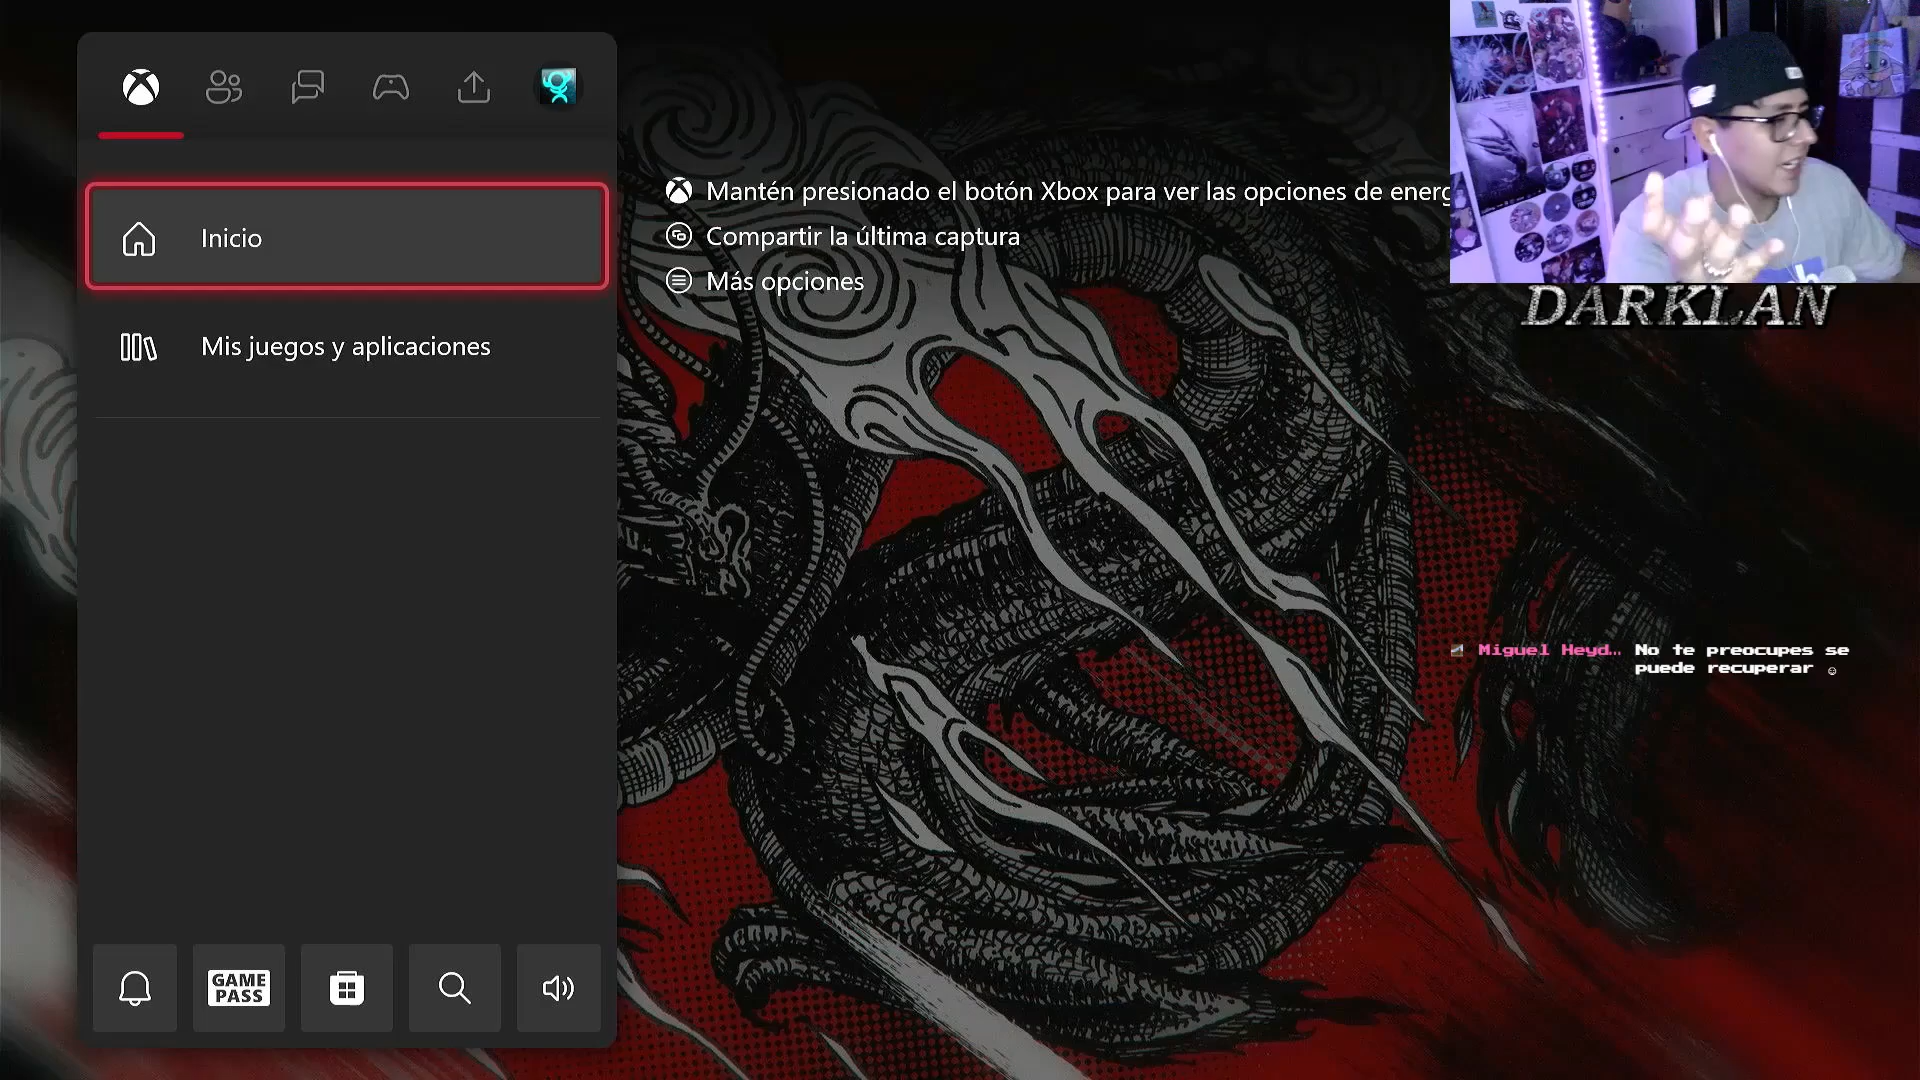 Inicio
Mis juegos y aplicaciones
GAME
PASS
Mantén presionado el botón Xbox para ver las opciones de energ
Compartir la última captura
Más opciones
DARKLAN
Miguel Heyd… No te preocupes se
puede recuperar